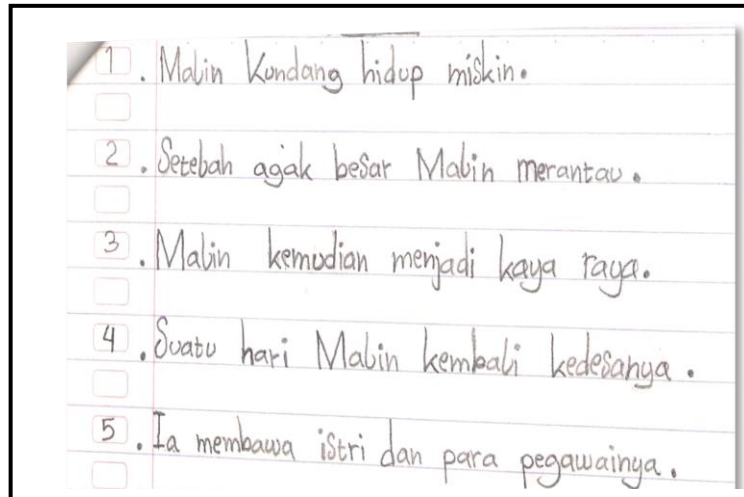 1. Malin Kundang hidup miskin.
2. Setelah agak besar Malin merantau.
3. Malin kemudian menjadi kaya raya.
4. Suatu hari Malin kembali kedesanya.
5. Ia membawa istri dan para pegawainya.